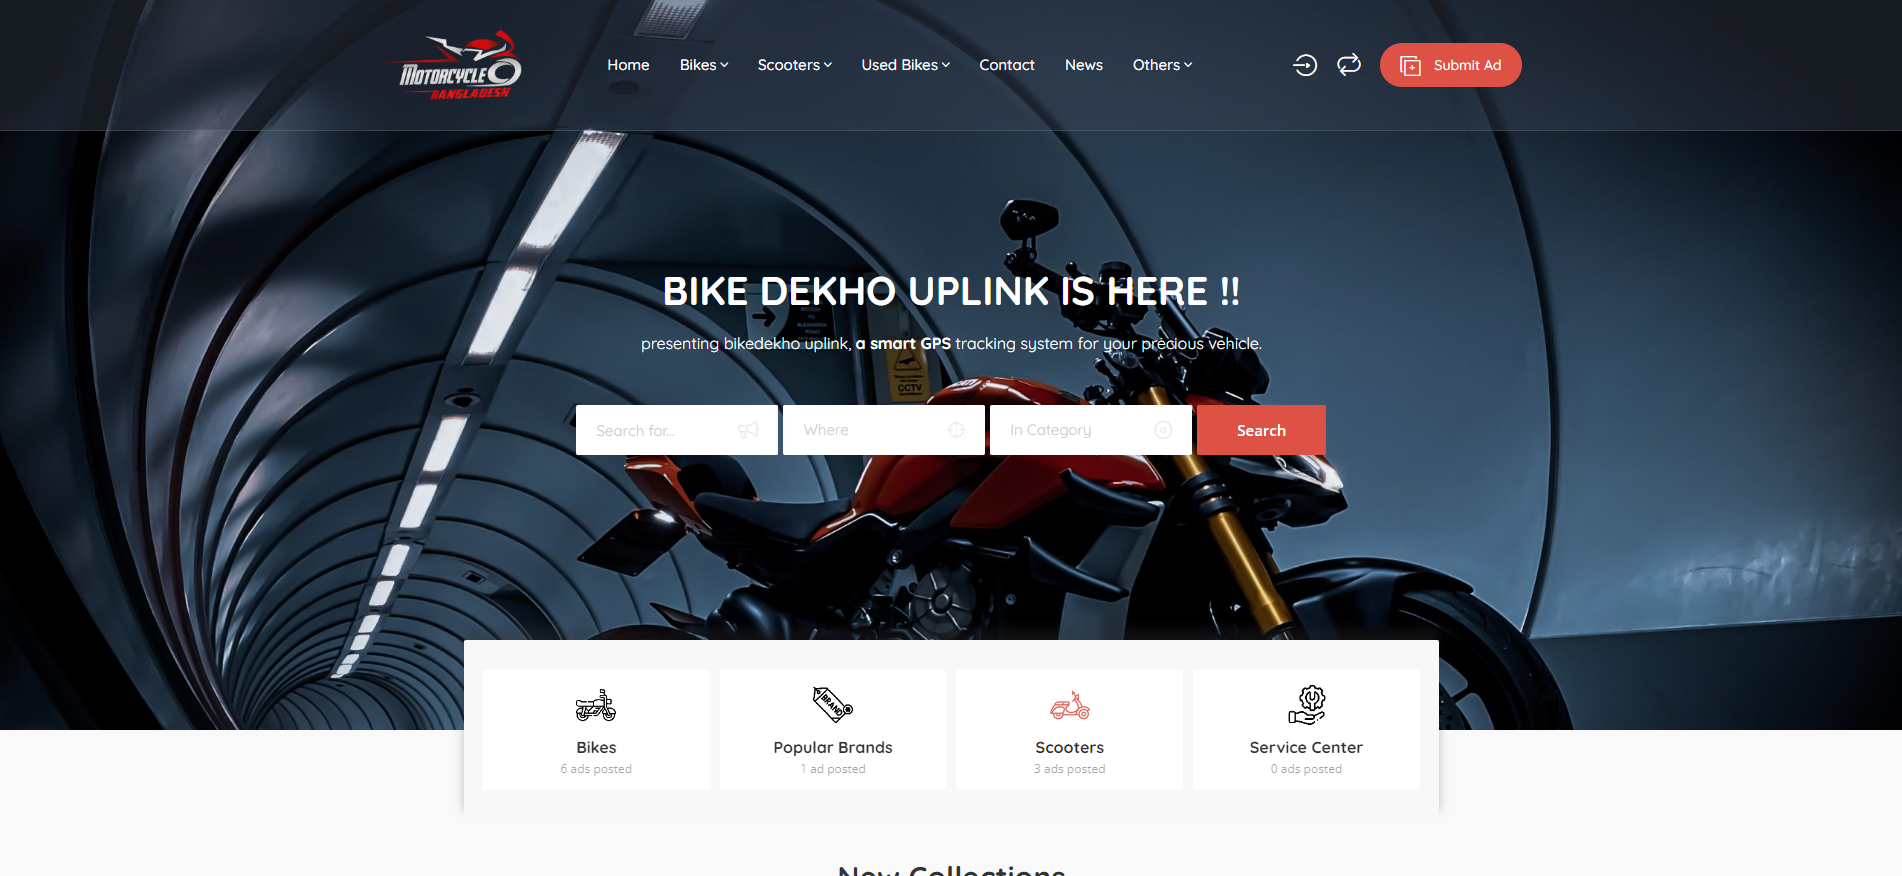 MOTORCYCLE
BANGLADESH
Home Bikes Scooters Used Bikes Contact News Others
Submit Ad
BIKE DEKHO UPLINK IS HERE !!
presenting bikedekho uplink, a smart GPS tracking system for your precious vehicle.
CCTV
Search for... Where In Category Search
BRAND
Bikes
6 ads posted
Popular Brands
1 ad posted
Scooters
3 ads posted
Service Center
0 ads posted
New Collections